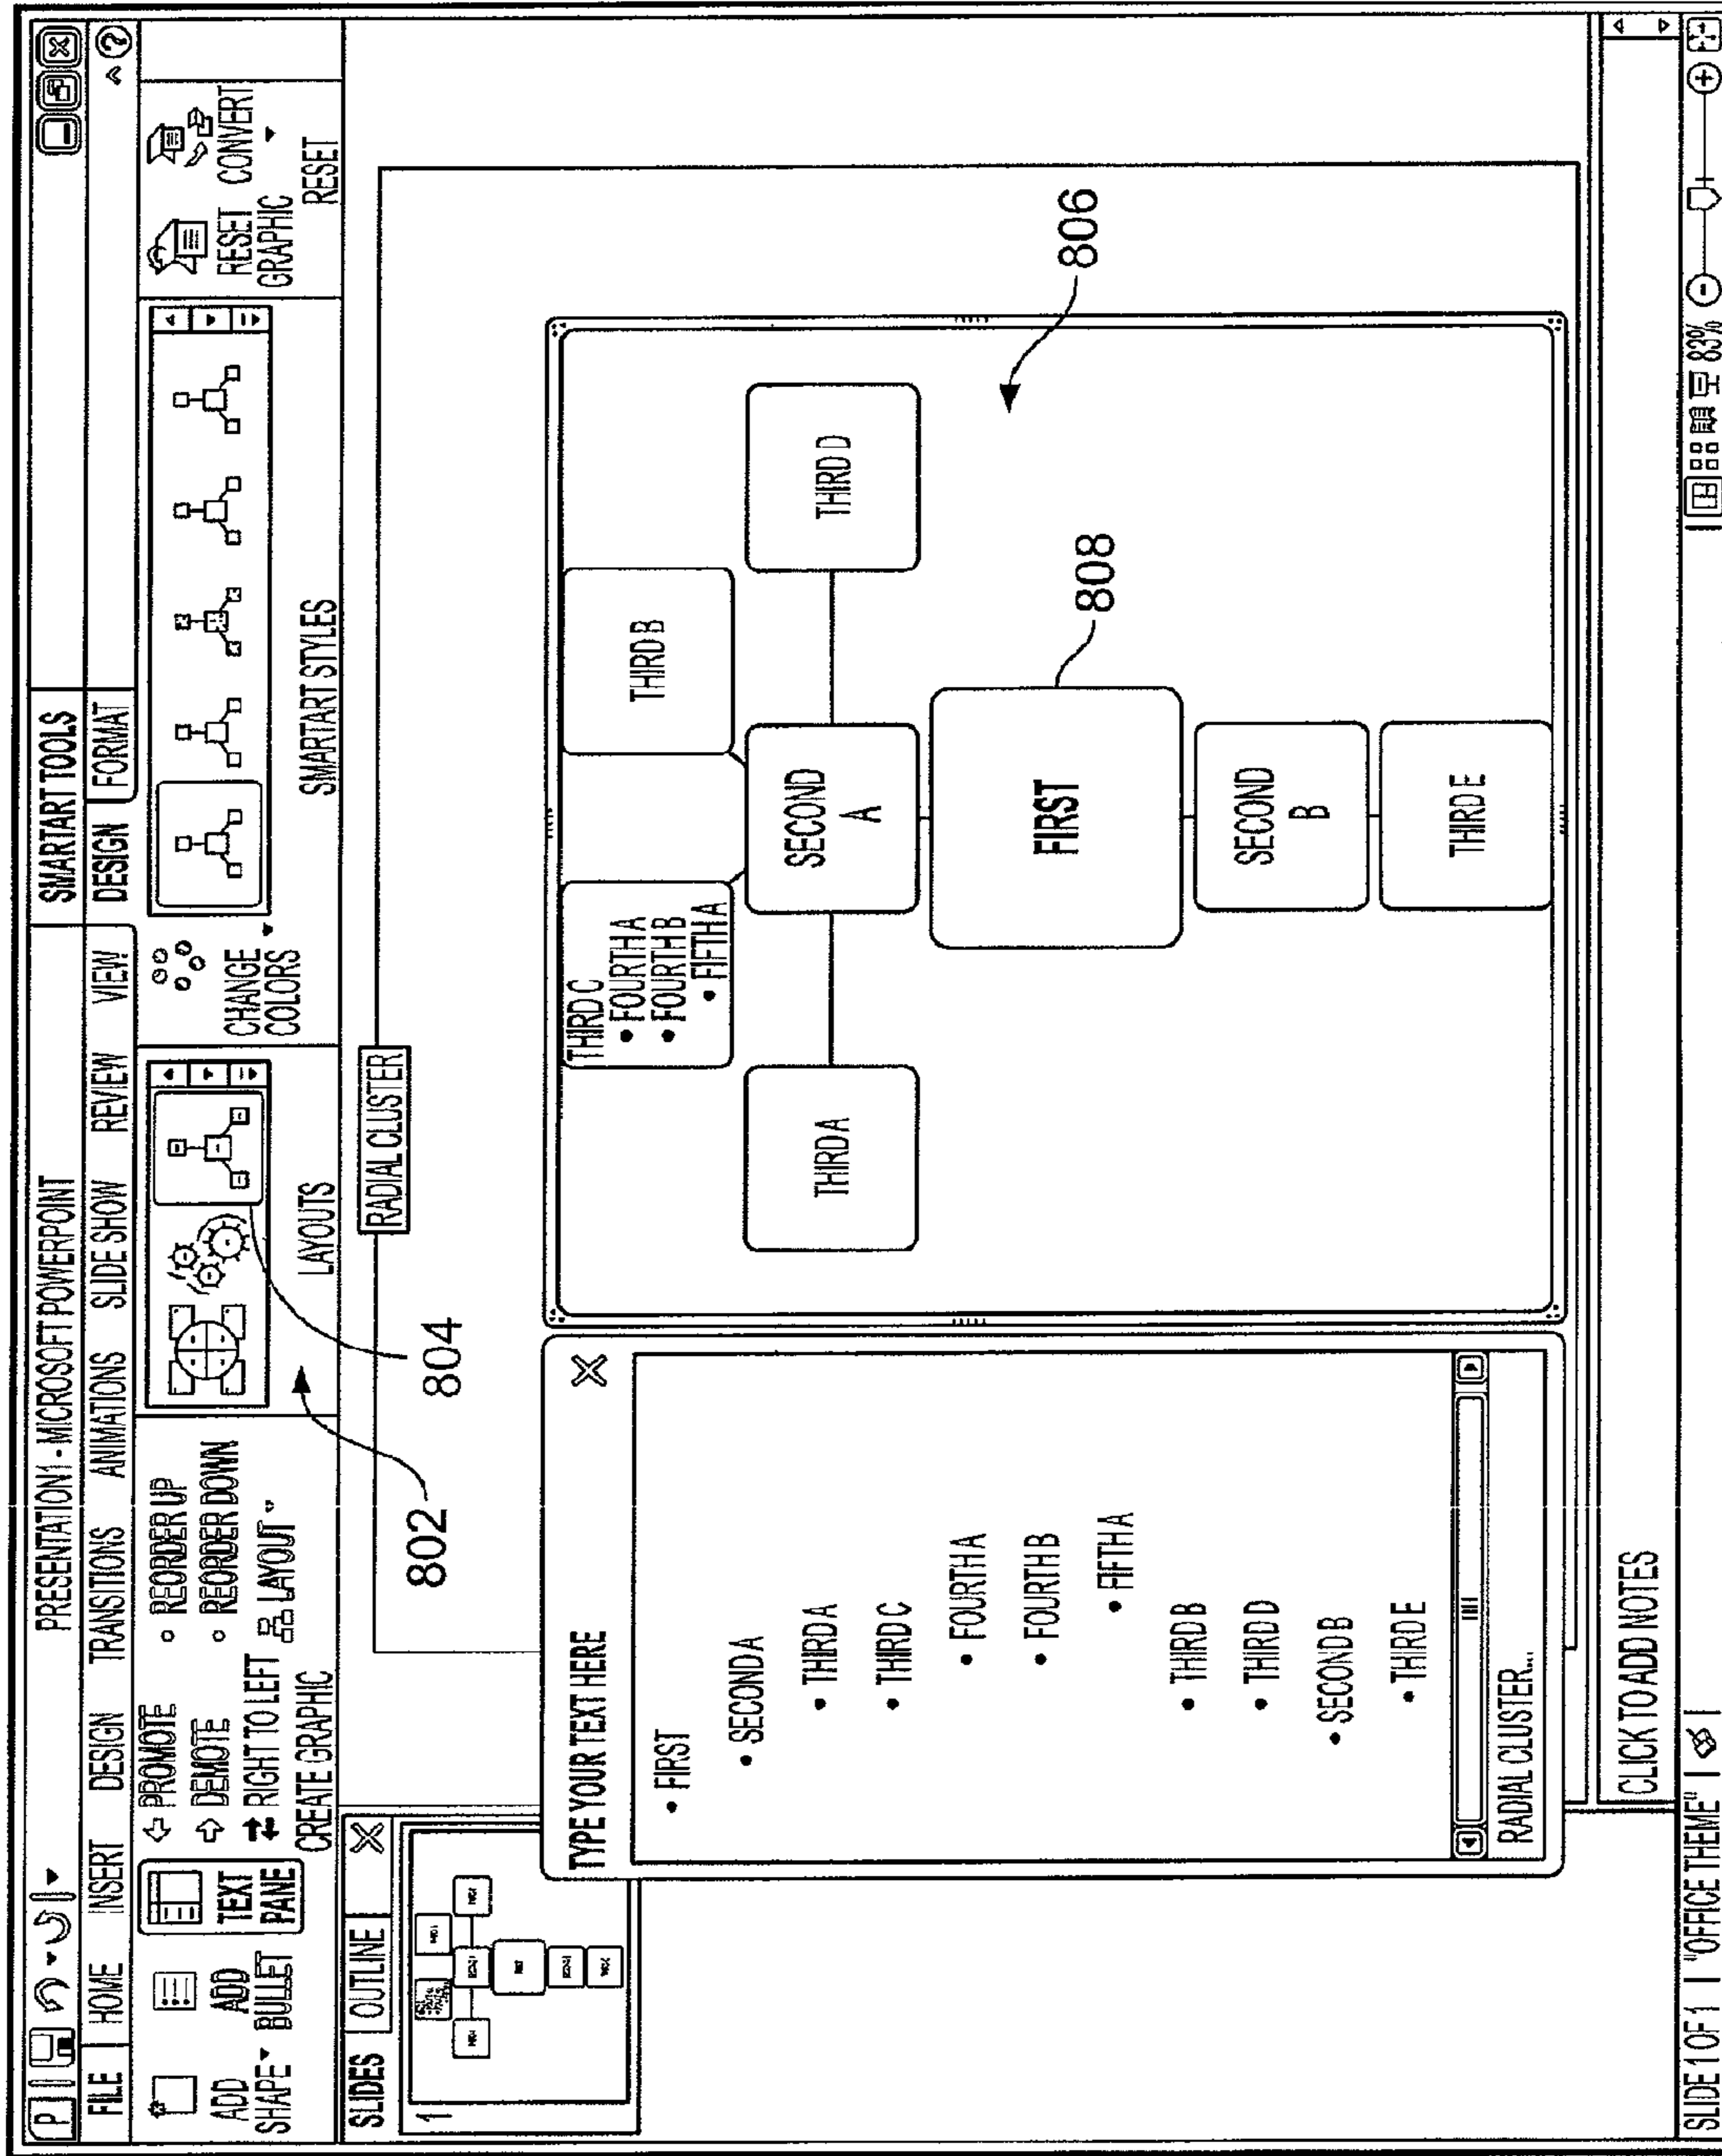 P
PRESENTATION1 - MICROSOFT POWERPOINT
SMARTART TOOLS
FILE HOME INSERT DESIGN TRANSITIONS ANIMATIONS SLIDE SHOW REVIEW VIEW DESIGN FORMAT
ADD
SHAPE
ADD
BULLET
TEXT
PANE
PROMOTE
DEMOTE
RIGHT TO LEFT
REORDER UP
REORDER DOWN
LAYOUT
CREATE GRAPHIC
LAYOUTS
CHANGE
COLORS
SMARTART STYLES
RESET
GRAPHIC
CONVERT
RESET
802
804
SLIDES OUTLINE
1
RADIAL CLUSTER
TYPE YOUR TEXT HERE
• FIRST
• SECOND A
• THIRD A
• THIRD C
• FOURTH A
• FOURTH B
• FIFTH A
• THIRD B
• THIRD D
• SECOND B
• THIRD E
RADIAL CLUSTER...
THIRD C
• FOURTH A
• FOURTH B
• FIFTH A
THIRD B
THIRD A
SECOND
A
THIRD D
FIRST
SECOND
B
THIRD E
806
808
CLICK TO ADD NOTES
SLIDE 1 OF 1 | "OFFICE THEME" |
83%